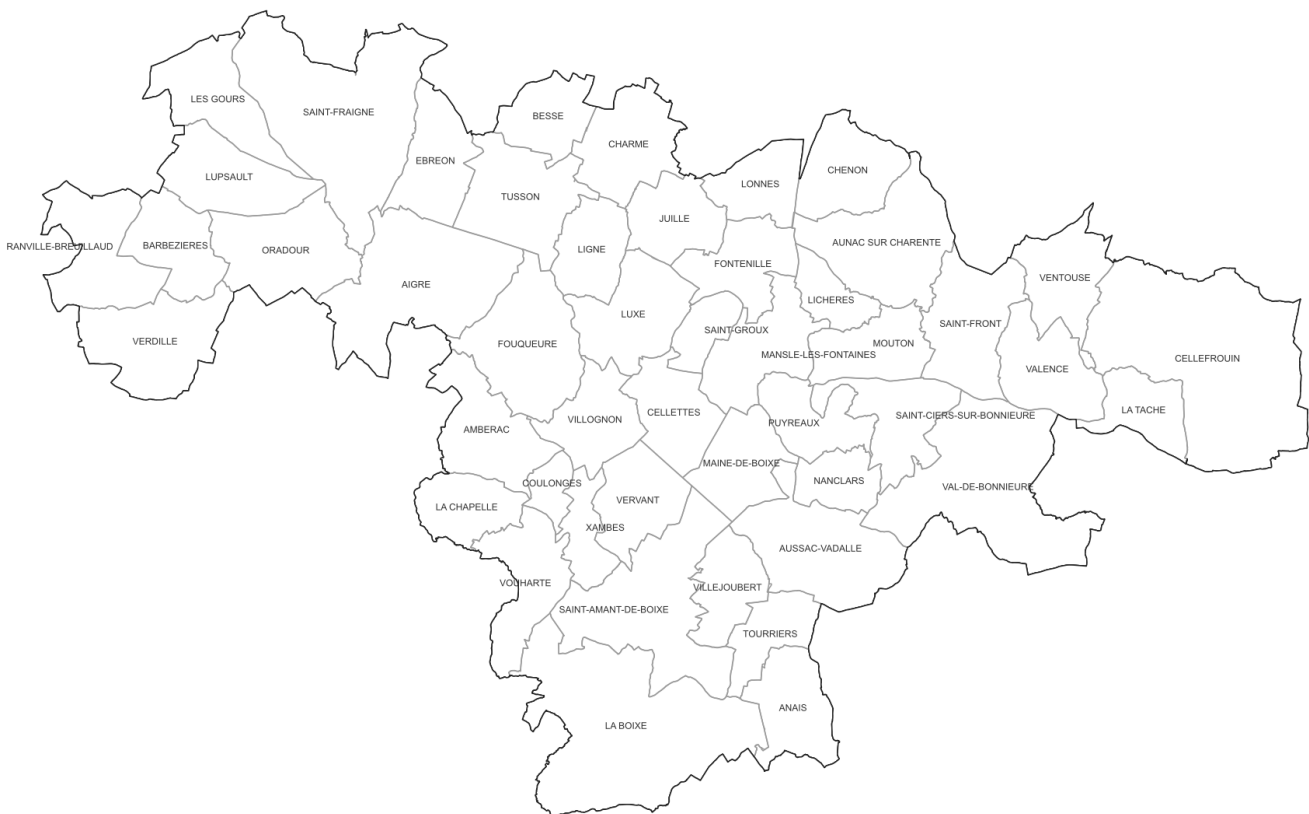 LES GOURS
SAINT-FRAIGNE
BESSE
CHARME
EBREON
LUPSAULT
TUSSON
LONNES
CHENON
JUILLE
RANVILLE-BREUILLAUD
BARBEZIERES
ORADOUR
LIGNE
AUNAC SUR CHARENTE
FONTENILLE
VENTOUSE
AIGRE
LICHERES
LUXE
SAINT-GROUX
SAINT-FRONT
VERDILLE
FOUQUEURE
MOUTON
MANSLE-LES-FONTAINES
CELLEFROUIN
VALENCE
LA TACHE
CELLETTES
SAINT-CIERS-SUR-BONNIEURE
VILLOGNON
PUYREAUX
AMBERAC
MAINE-DE-BOIXE
NANCLARS
COULONGES
VAL-DE-BONNIEURE
VERVANT
LA CHAPELLE
XAMBES
AUSSAC-VADALLE
VOUHARTE
VILLEJOUBERT
SAINT-AMANT-DE-BOIXE
TOURRIERS
ANAIS
LA BOIXE